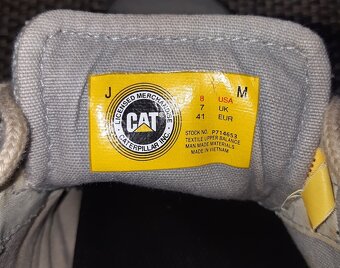 J
M
LICENSED MERCHANDISE
CAT
CATERPILLAR INC.
8 USA
7 UK
41 EUR
STOCK NO. P714653
TEXTILE UPPER BALANCE
MAN MADE MATERIALS
MADE IN VIETNAM